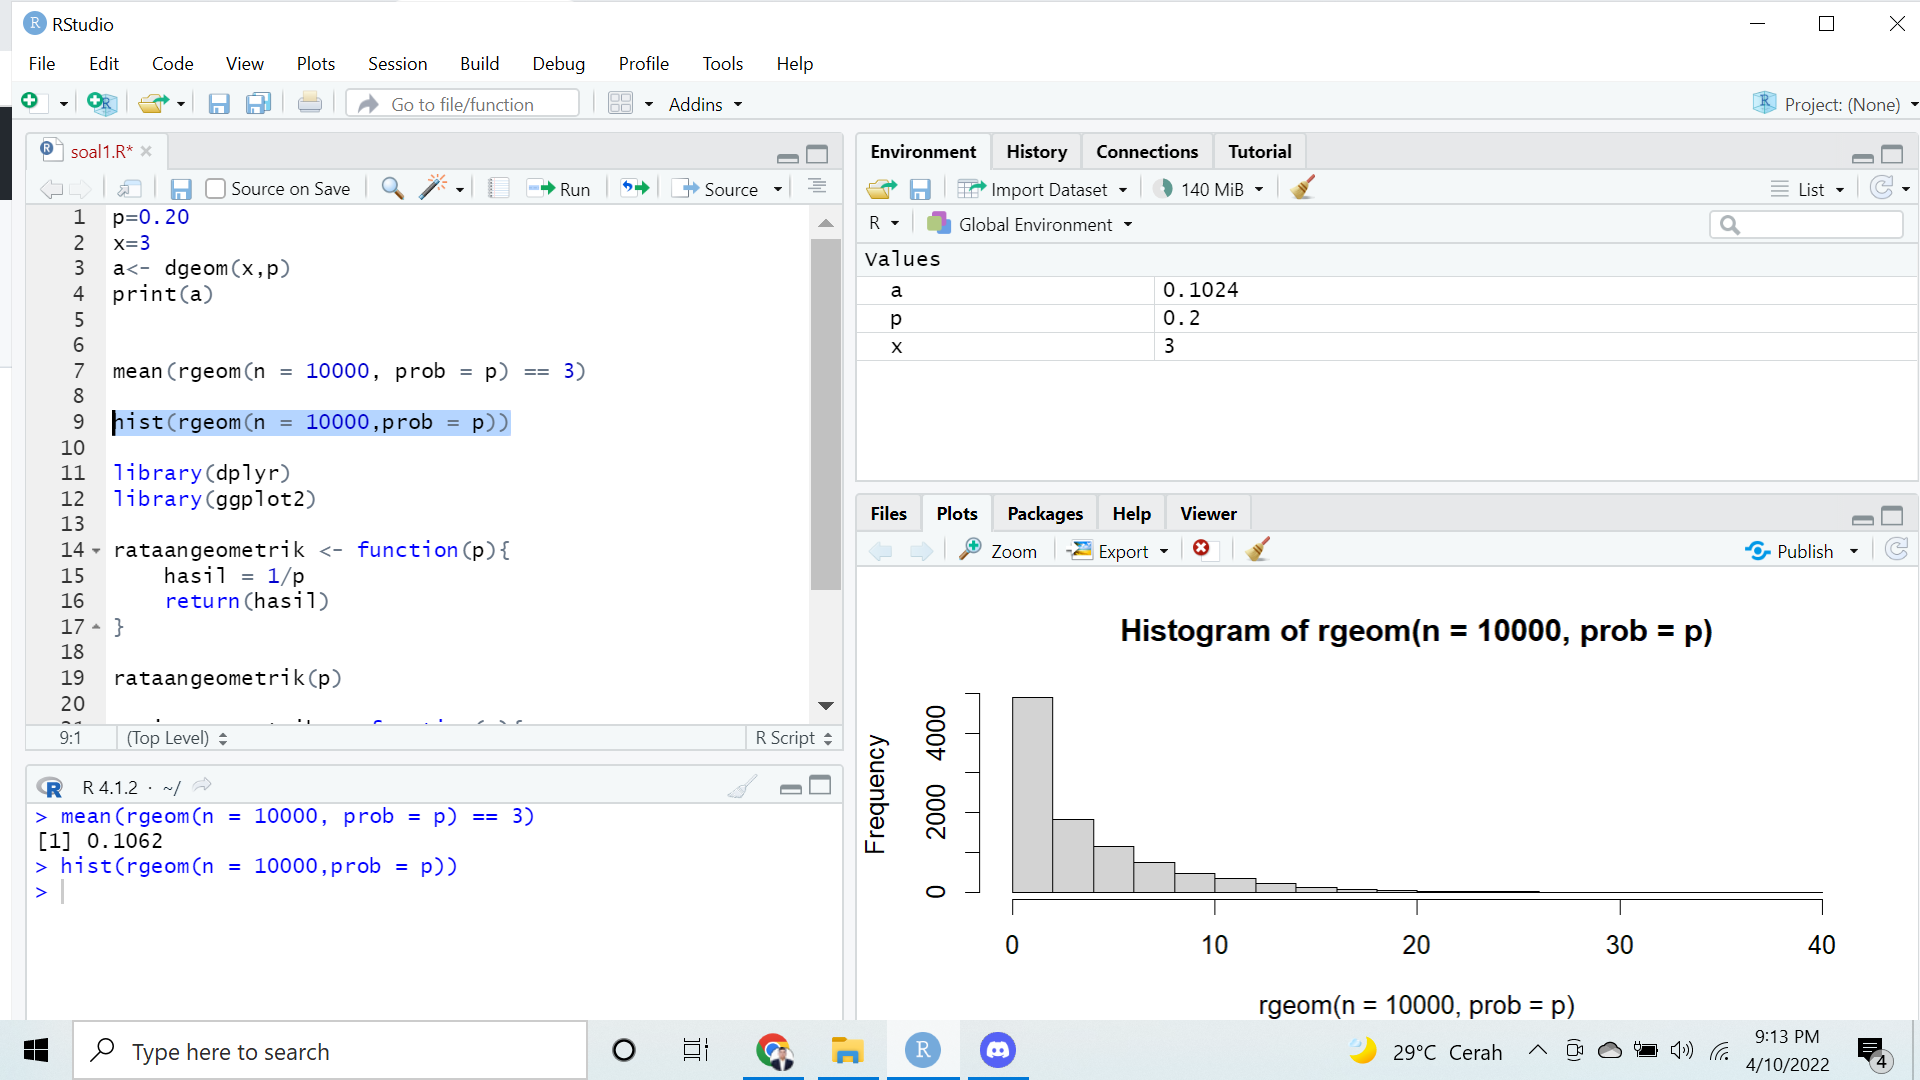 RStudio
File Edit Code View Plots Session Build Debug Profile Tools Help
Go to file/function Addins Project: (None)
soal1.R*
Source on Save Run Source
1 p=0.20
2 x=3
3 a<- dgeom(x,p)
4 print(a)
5
6
7 mean(rgeom(n = 10000, prob = p) == 3)
8
9 hist(rgeom(n = 10000,prob = p))
10
11 library(dplyr)
12 library(ggplot2)
13
14 rataangeometrik <- function(p){
15 hasil = 1/p
16 return(hasil)
17 }
18
19 rataangeometrik(p)
20
9:1 (Top Level) R Script
R 4.1.2 · ~/
> mean(rgeom(n = 10000, prob = p) == 3)
[1] 0.1062
> hist(rgeom(n = 10000,prob = p))
>
Environment History Connections Tutorial
Import Dataset 140 MiB List
R Global Environment
Values
a 0.1024
p 0.2
x 3
Files Plots Packages Help Viewer
Zoom Export Publish
Histogram of rgeom(n = 10000, prob = p)
Frequency
0 2000 4000
0 10 20 30 40
rgeom(n = 10000, prob = p)
Type here to search
R
29°C Cerah
9:13 PM
4/10/2022
4